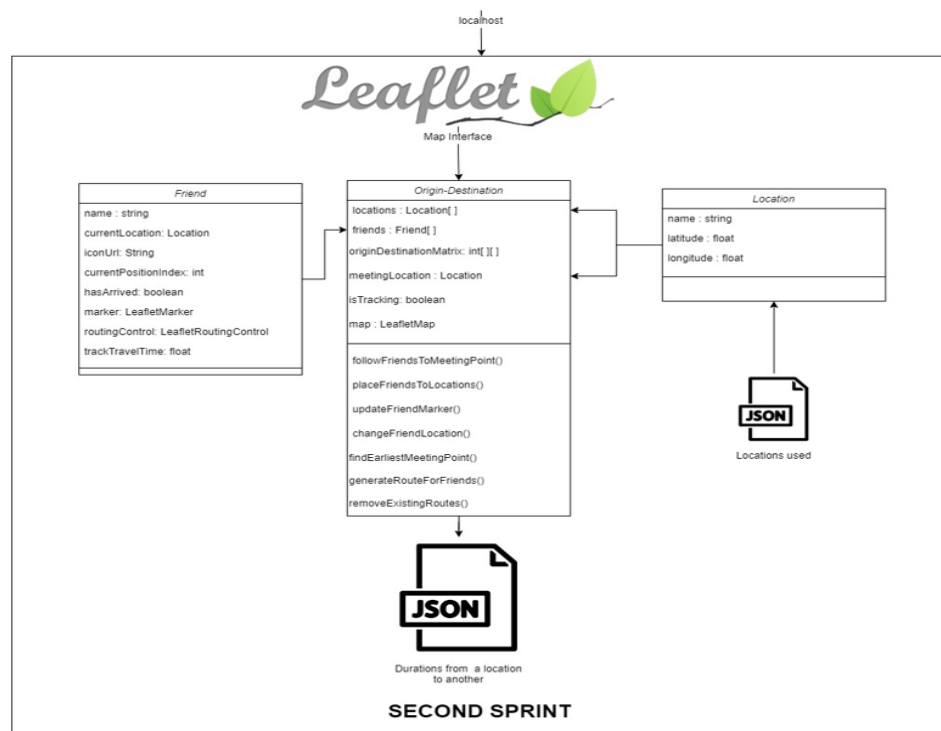 localhost
Leaflet
Map Interface
Friend
name : string
currentLocation: Location
iconUrl: String
currentPositionIndex: int
hasArrived: boolean
marker: LeafletMarker
routingControl: LeafletRoutingControl
trackTravelTime: float
Origin-Destination
locations : Location[ ]
friends : Friend[ ]
originDestinationMatrix: int[ ][ ]
meetingLocation : Location
isTracking: boolean
map : LeafletMap
followFriendsToMeetingPoint()
placeFriendsToLocations()
updateFriendMarker()
changeFriendLocation()
findEarliestMeetingPoint()
generateRouteForFriends()
removeExistingRoutes()
Location
name : string
latitude : float
longitude : float
JSON
Locations used
JSON
Durations from a location
to another
SECOND SPRINT